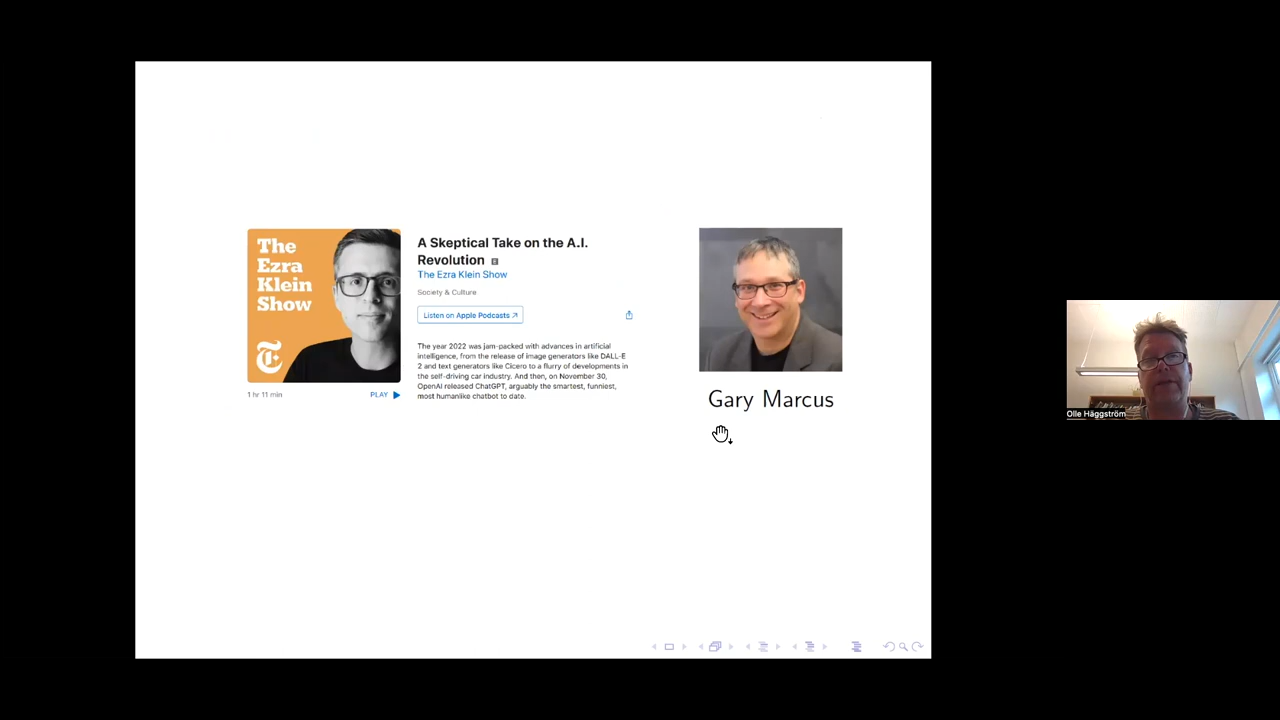 The
Ezra
Klein
Show
1 hr 11 min
PLAY
A Skeptical Take on the A.I.
Revolution E
The Ezra Klein Show
Society & Culture
Listen on Apple Podcasts ↗
The year 2022 was jam-packed with advances in artificial
intelligence, from the release of image generators like DALL-E
2 and text generators like Cicero to a flurry of developments in
the self-driving car industry. And then, on November 30,
OpenAI released ChatGPT, arguably the smartest, funniest,
most humanlike chatbot to date.
Gary Marcus
Olle Häggström